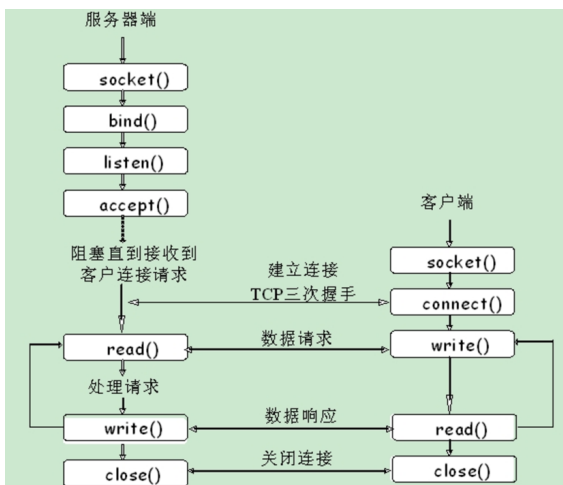 服务器端
socket()
bind()
listen()
accept()
客户端
阻塞直到接收到
客户连接请求
socket()
建立连接
TCP三次握手
connect()
read()
数据请求
write()
处理请求
write()
数据响应
read()
close()
关闭连接
close()